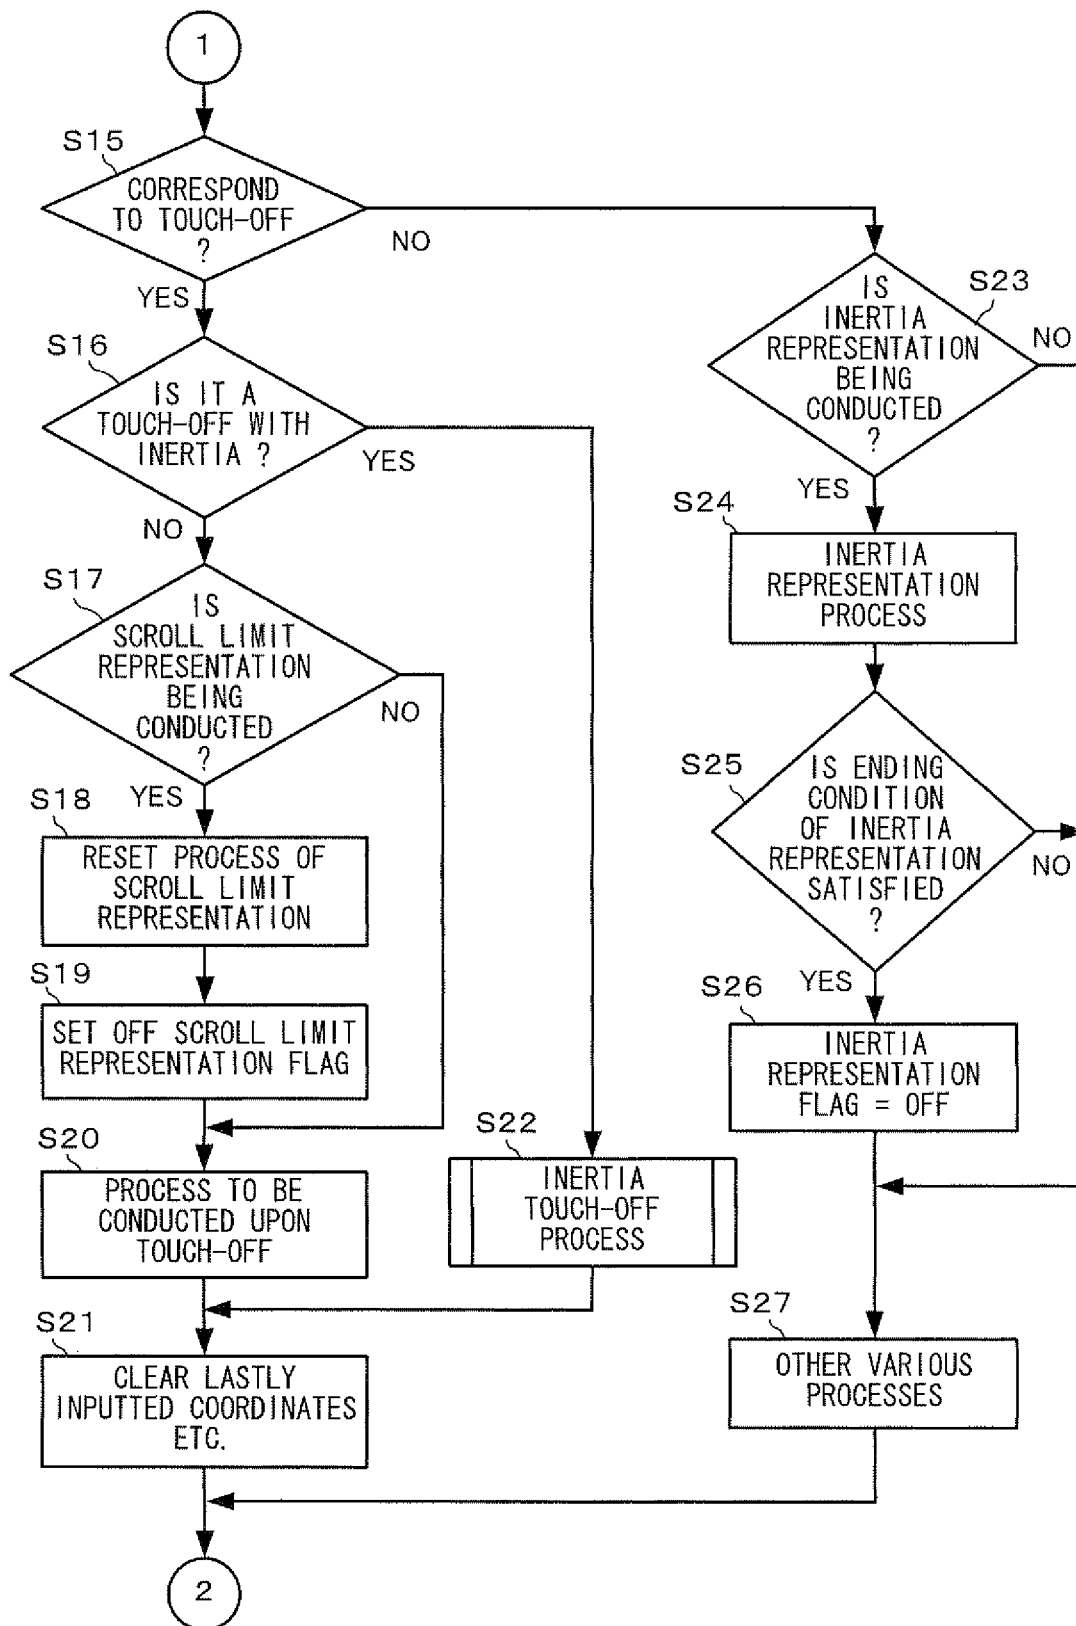 1
S15
CORRESPOND
TO TOUCH-OFF
?
NO
YES
S16
IS IT A
TOUCH-OFF WITH
INERTIA ?
YES
NO
S17
IS
SCROLL LIMIT
REPRESENTATION
BEING
CONDUCTED
?
NO
YES
S18
RESET PROCESS OF
SCROLL LIMIT
REPRESENTATION
S19
SET OFF SCROLL LIMIT
REPRESENTATION FLAG
S20
PROCESS TO BE
CONDUCTED UPON
TOUCH-OFF
S22
INERTIA
TOUCH-OFF
PROCESS
S21
CLEAR LASTLY
INPUTTED COORDINATES
ETC.
S23
IS
INERTIA
REPRESENTATION
BEING
CONDUCTED
?
NO
YES
S24
INERTIA
REPRESENTATION
PROCESS
S25
IS ENDING
CONDITION
OF INERTIA
REPRESENTATION
SATISFIED
?
NO
YES
S26
INERTIA
REPRESENTATION
FLAG = OFF
S27
OTHER VARIOUS
PROCESSES
2